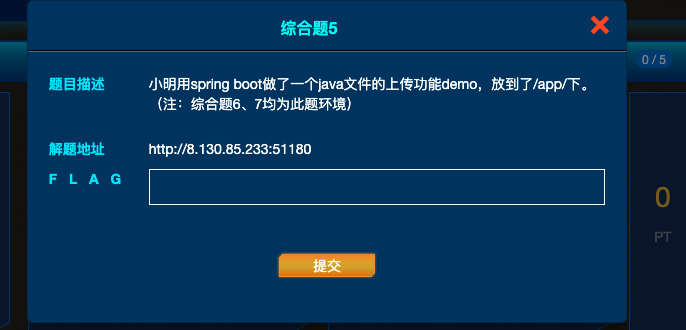 综合题5
0 / 5
题目描述
小明用spring boot做了一个java文件的上传功能demo，放到了/app/下。
（注：综合题6、7均为此题环境）
解题地址
http://8.130.85.233:51180
F L A G
0
PT
提交